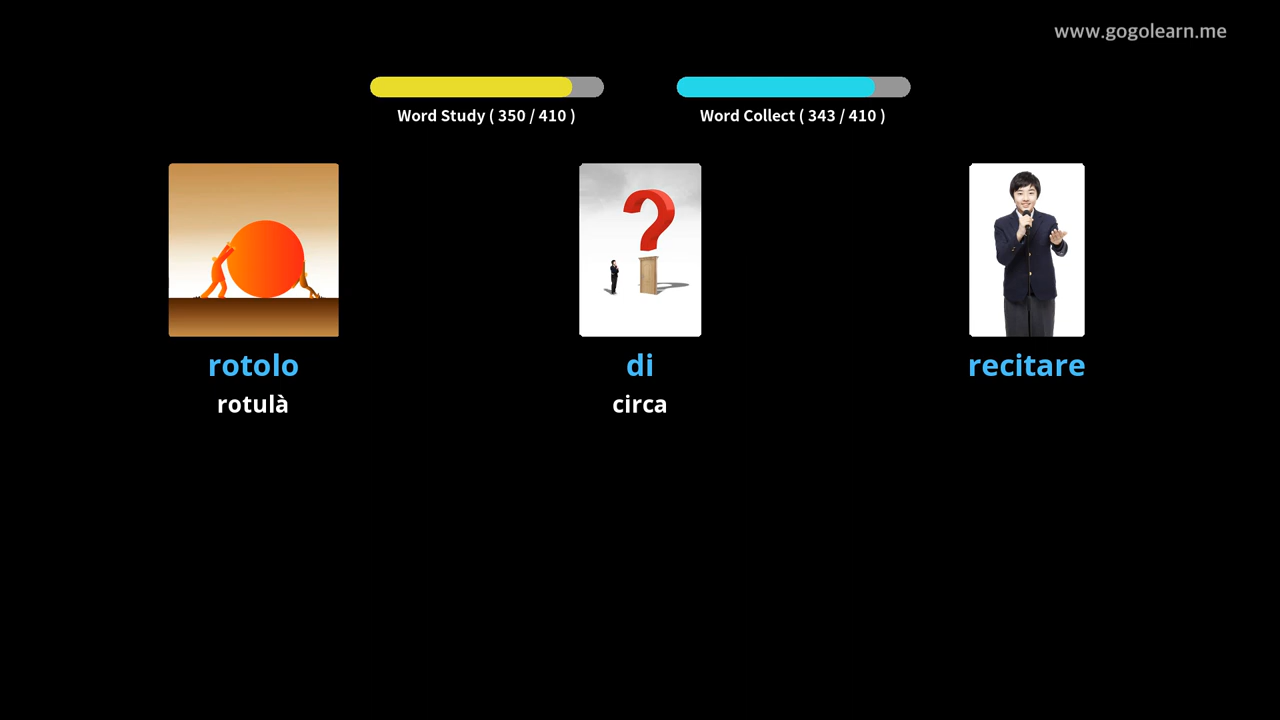 www.gogolearn.me
Word Study ( 350 / 410 )
Word Collect ( 343 / 410 )
rotolo
di
recitare
rotulà
circa